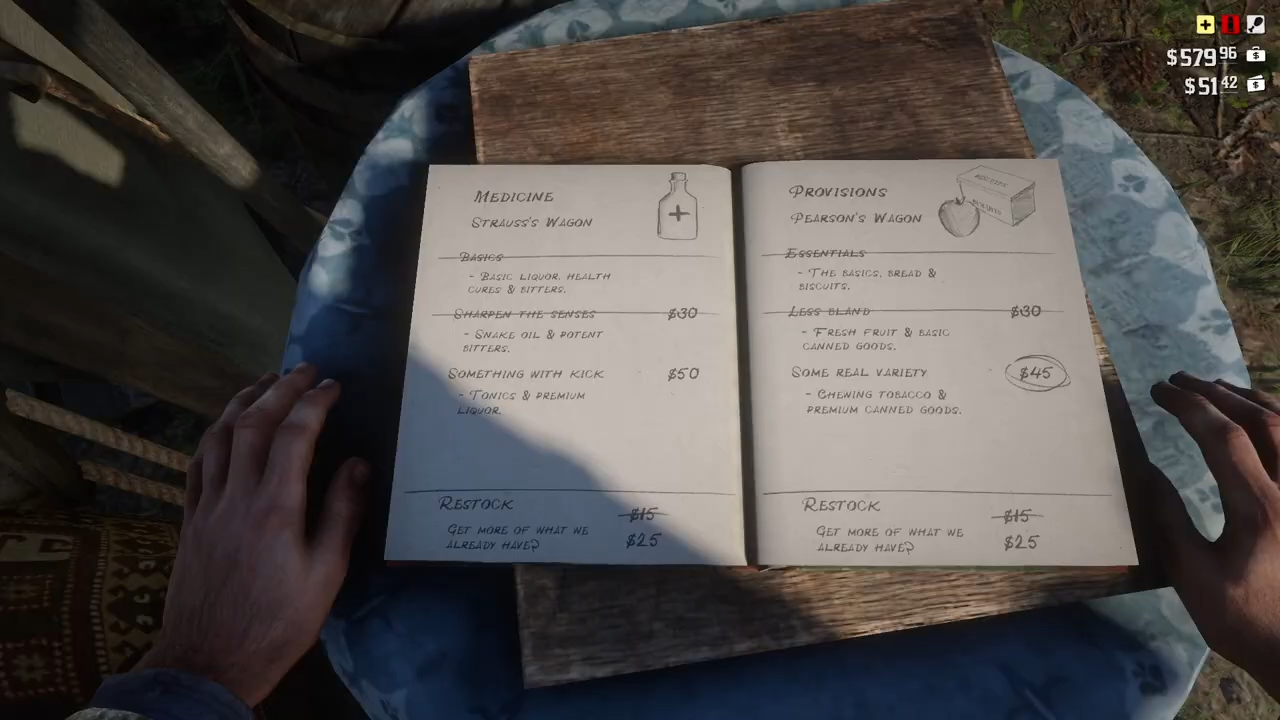 $579.96
$51.42
MEDICINE
STRAUSS'S WAGON
BASICS
- BASIC LIQUOR, HEALTH
CURES & BITTERS.
SHARPEN THE SENSES $30
- SNAKE OIL & POTENT
BITTERS.
SOMETHING WITH KICK $50
- TONICS & PREMIUM
LIQUOR.
RESTOCK
$15
GET MORE OF WHAT WE
ALREADY HAVE? $25
PROVISIONS
PEARSON'S WAGON
ESSENTIALS
- THE BASICS, BREAD &
BISCUITS.
LESS BLAND $30
- FRESH FRUIT & BASIC
CANNED GOODS.
SOME REAL VARIETY $45
- CHEWING TOBACCO &
PREMIUM CANNED GOODS.
RESTOCK
$15
GET MORE OF WHAT WE
ALREADY HAVE? $25